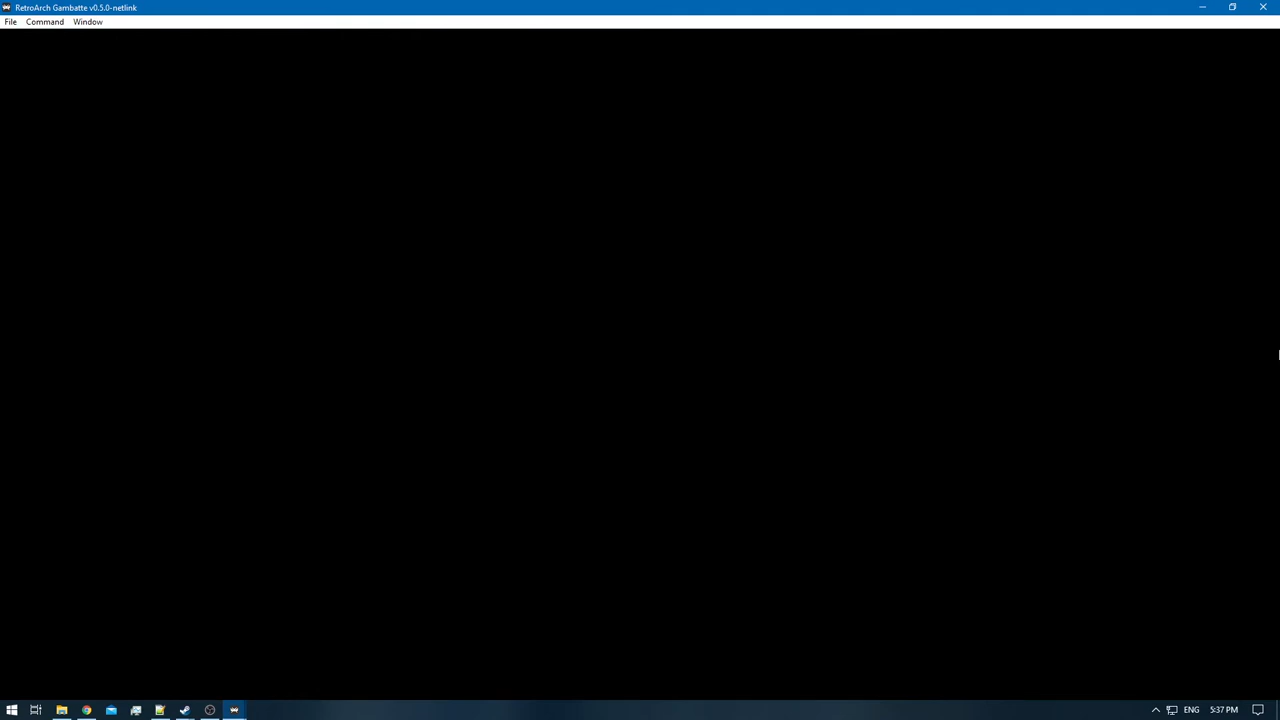 RetroArch Gambatte v0.5.0-netlink
File Command Window
ENG 5:37 PM